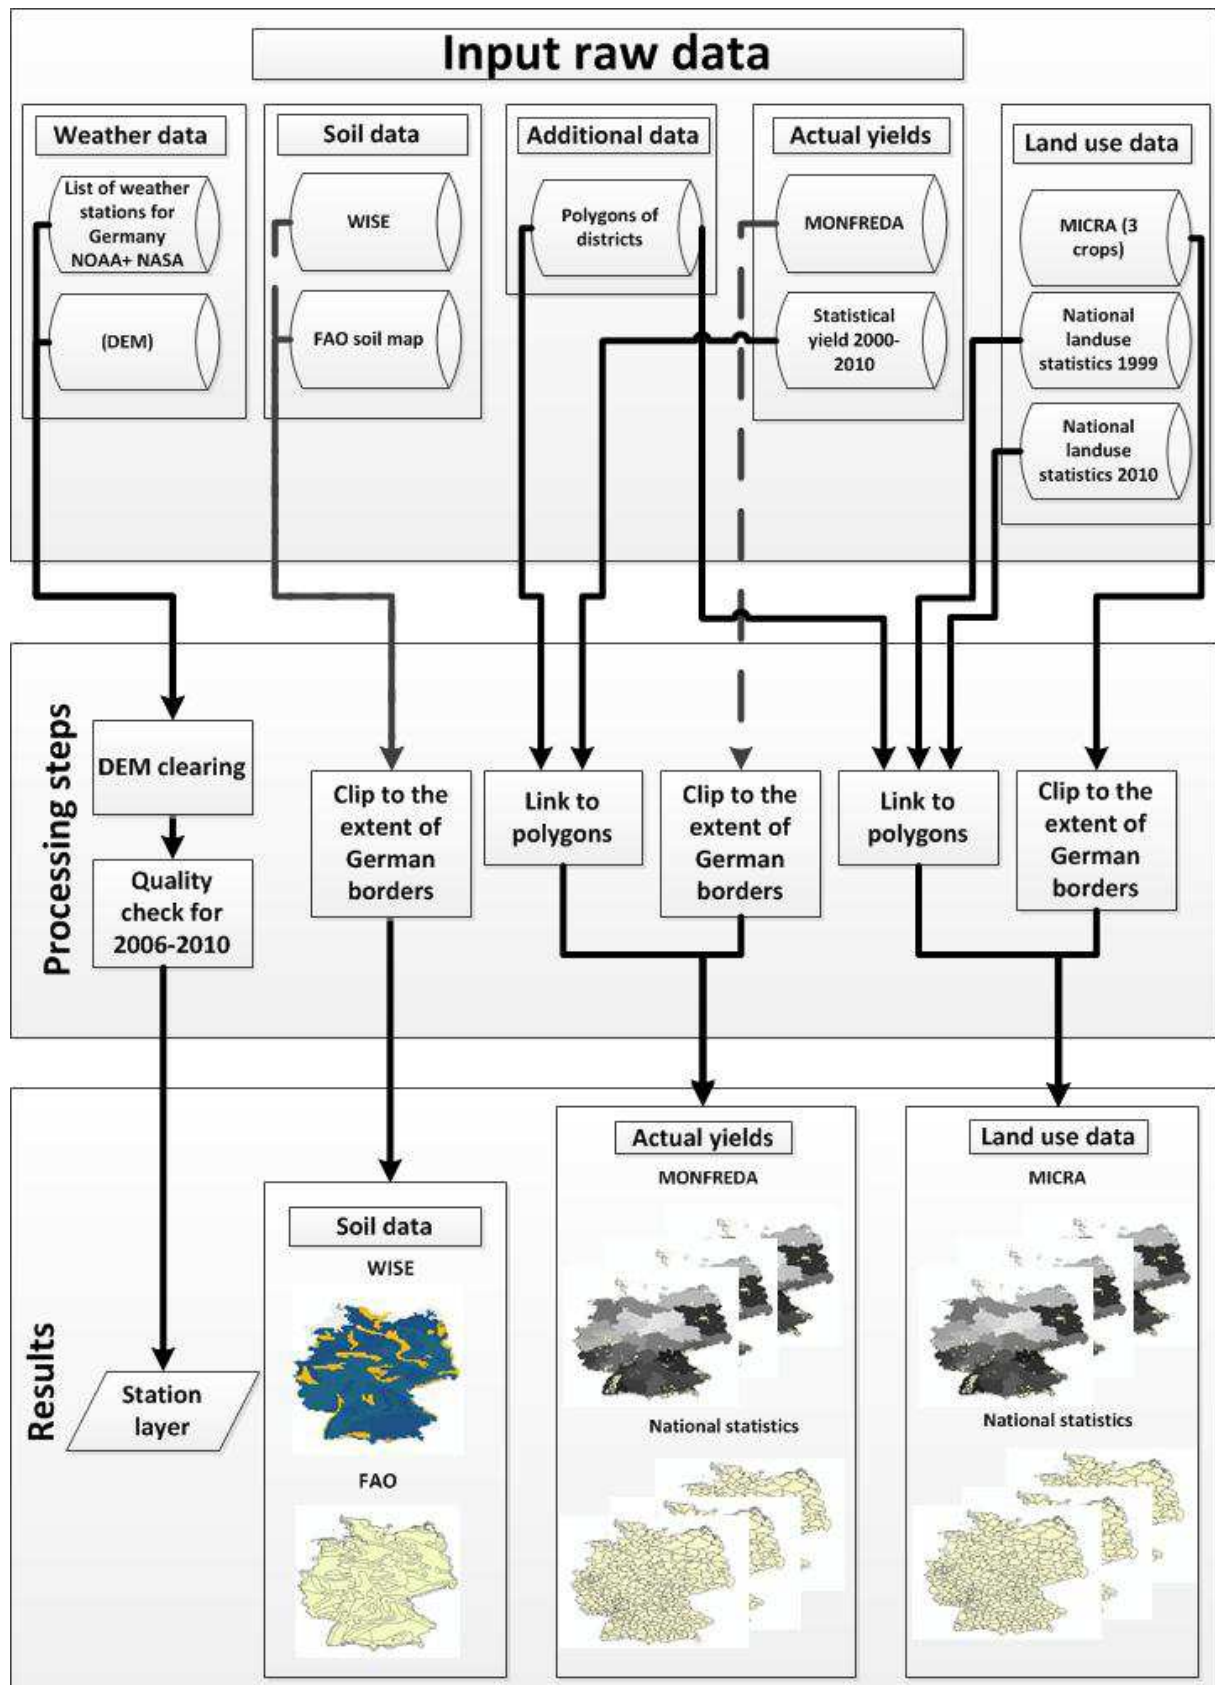 Input raw data
Weather data
List of weather
stations for
Germany
NOAA+ NASA
(DEM)
Soil data
WISE
FAO soil map
Additional data
Polygons of
districts
Actual yields
MONFREDA
Statistical
yield 2000-
2010
Land use data
MICRA (3
crops)
National
landuse
statistics 1999
National
landuse
statistics 2010
Processing steps
DEM clearing
Quality
check for
2006-2010
Clip to the
extent of
German
borders
Link to
polygons
Clip to the
extent of
German
borders
Link to
polygons
Clip to the
extent of
German
borders
Results
Station
layer
Soil data
WISE
FAO
Actual yields
MONFREDA
National statistics
Land use data
MICRA
National statistics